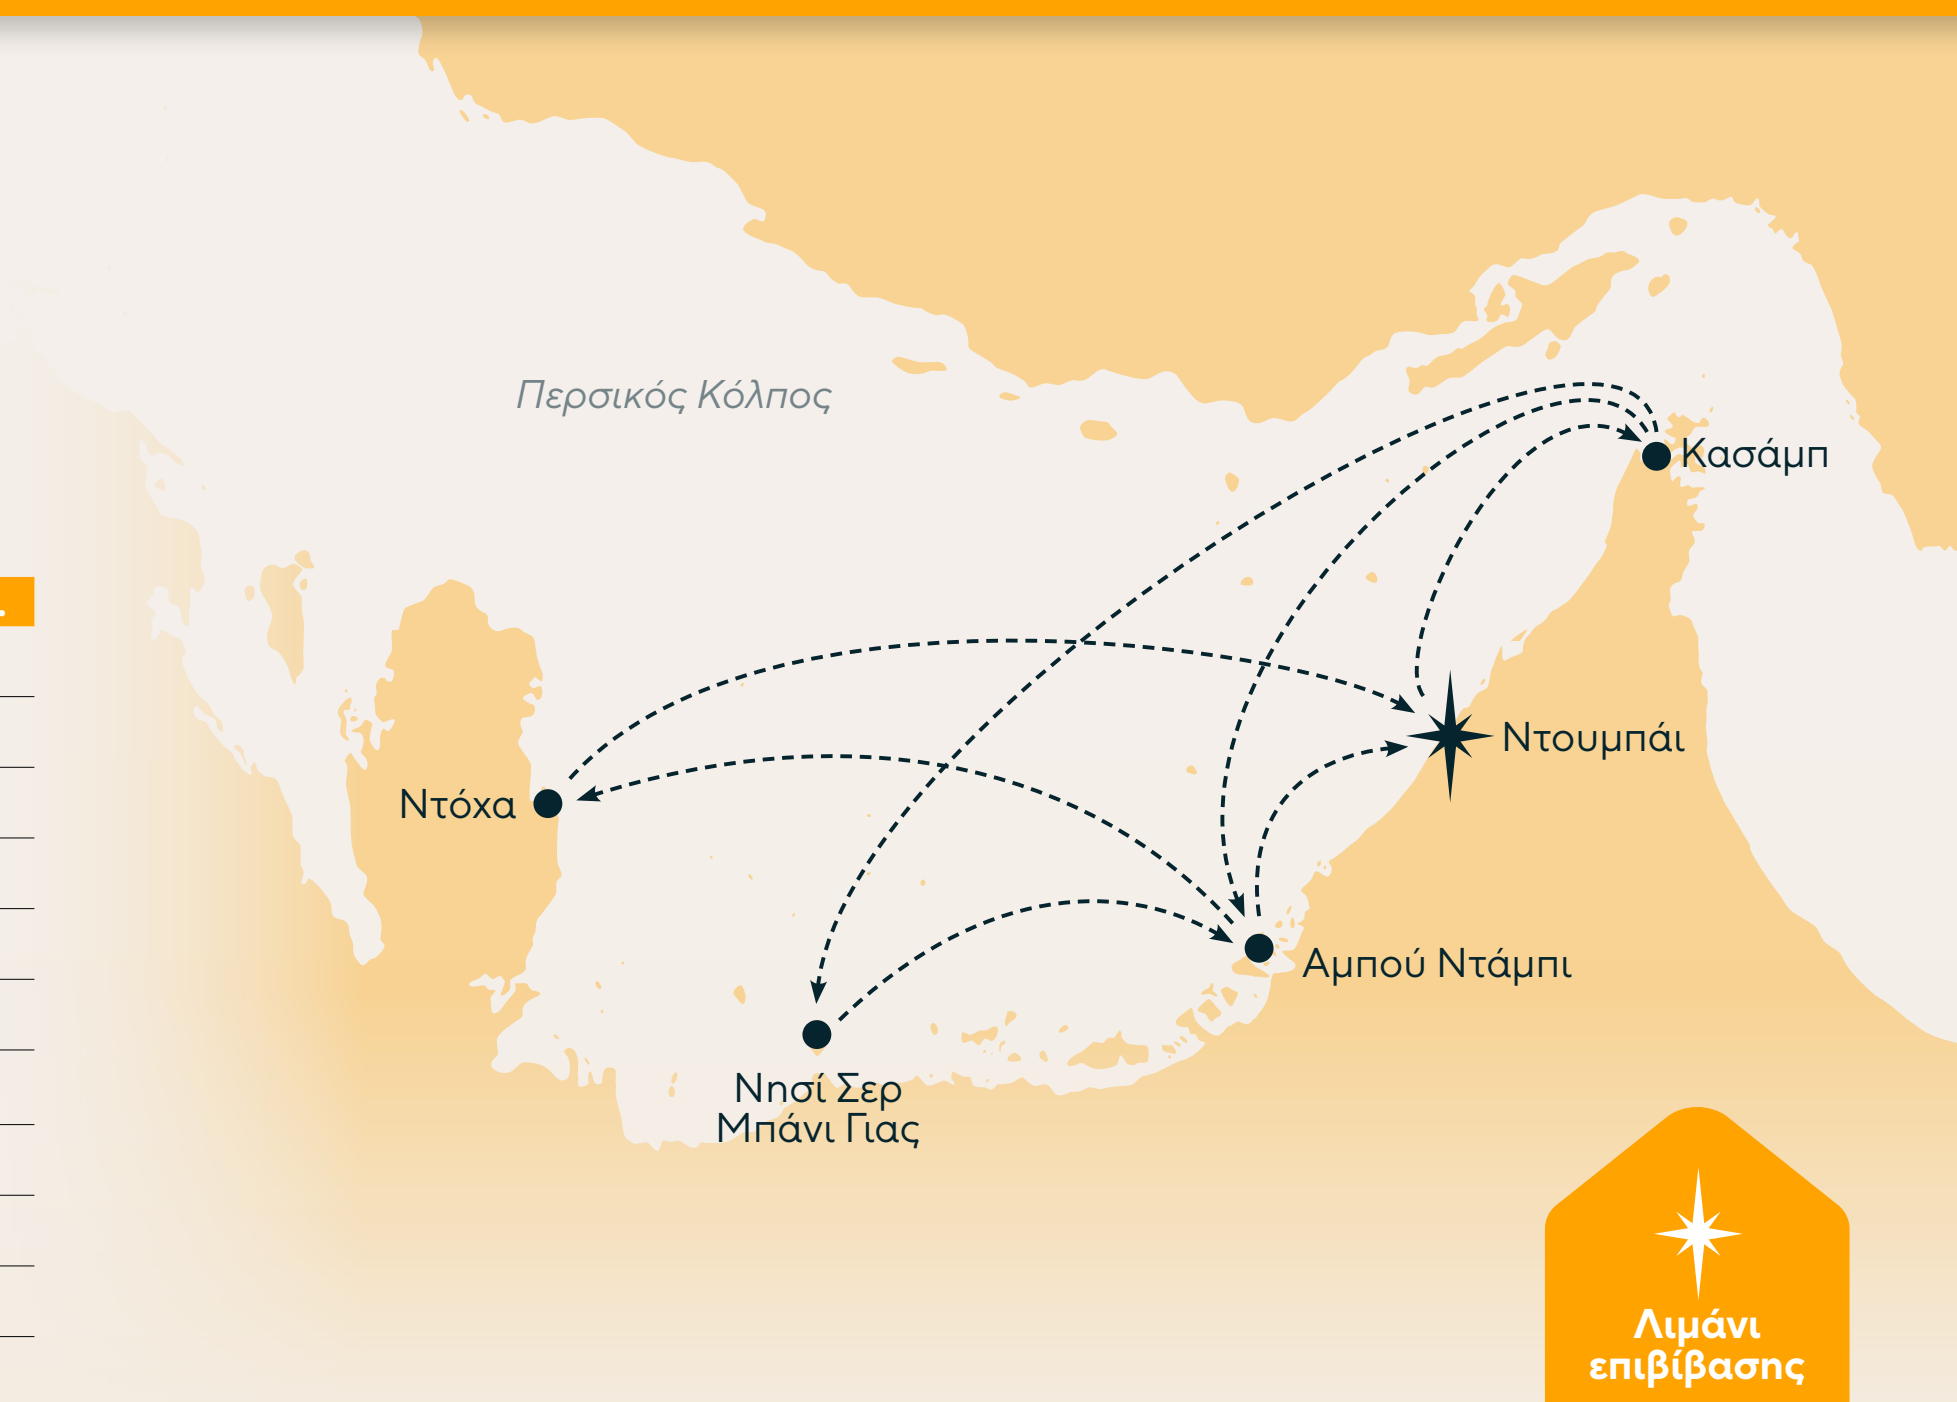 Περσικός Κόλπος
Κασάμπ
Ντουμπάι
Ντόχα
Αμπού Ντάμπι
Νησί Σερ
Μπάνι Γιας
Λιμάνι
επιβίβασης